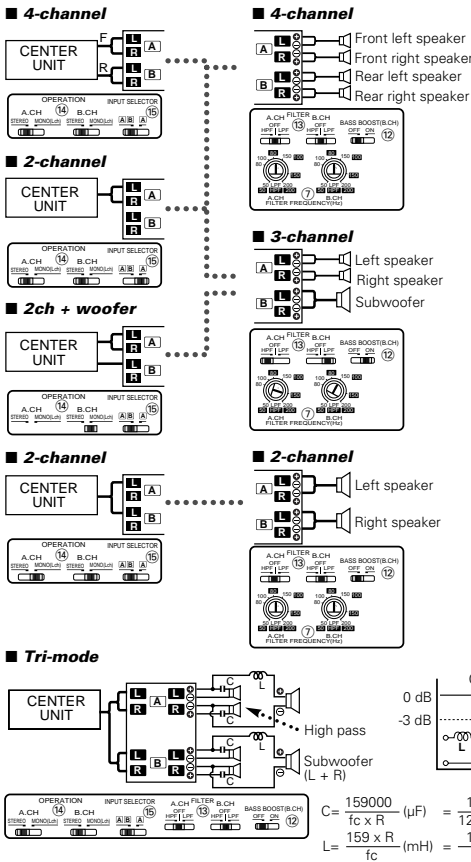 ■ 4-channel
CENTER
UNIT
F
R
L
R
A
L
R
B
OPERATION
INPUT SELECTOR
A.CH ⑭ B.CH ⑮
STEREO MONO(Lch) STEREO MONO(Lch) A B A
■ 2-channel
CENTER
UNIT
L
R
A
L
R
B
OPERATION
INPUT SELECTOR
A.CH ⑭ B.CH ⑮
STEREO MONO(Lch) STEREO MONO(Lch) A B A
■ 2ch + woofer
CENTER
UNIT
L
R
A
L
R
B
OPERATION
INPUT SELECTOR
A.CH ⑭ B.CH ⑮
STEREO MONO(Lch) STEREO MONO(Lch) A B A
■ 2-channel
CENTER
UNIT
L
R
A
L
R
B
OPERATION
INPUT SELECTOR
A.CH ⑭ B.CH ⑮
STEREO MONO(Lch) STEREO MONO(Lch) A B A
■ 4-channel
A
L
R
B
L
R
Front left speaker
Front right speaker
Rear left speaker
Rear right speaker
A.CH FILTER B.CH
OFF ⑬ OFF
HPF LPF HPF LPF
BASS BOOST(B.CH)
OFF ON ⑫
80 150 100
100 80 150
50 LPF 200
50 HPF 200
A.CH ⑦ B.CH
FILTER FREQUENCY(Hz)
■ 3-channel
A
L
R
B
L
R
Left speaker
Right speaker
Subwoofer
A.CH FILTER B.CH
OFF ⑬ OFF
HPF LPF HPF LPF
BASS BOOST(B.CH)
OFF ON ⑫
80 150 100
100 80 150
50 LPF 200
50 HPF 200
A.CH ⑦ B.CH
FILTER FREQUENCY(Hz)
■ 2-channel
A
L
R
B
L
R
Left speaker
Right speaker
A.CH FILTER B.CH
OFF ⑬ OFF
HPF LPF HPF LPF
BASS BOOST(B.CH)
OFF ON ⑫
80 150 100
100 80 150
50 LPF 200
50 HPF 200
A.CH ⑦ B.CH
FILTER FREQUENCY(Hz)
■ Tri-mode
CENTER
UNIT
L L
R A R
L L
R B R
C
C
L
C
C
L
High pass
Subwoofer
(L + R)
0 dB
-3 dB
L
OPERATION
INPUT SELECTOR
A.CH ⑭ B.CH ⑮
STEREO MONO(Lch) STEREO MONO(Lch) A B A
A.CH FILTER B.CH
OFF ⑬ OFF
HPF LPF HPF LPF
BASS BOOST(B.CH)
OFF ON ⑫
C= 159000 / fc x R (µF) =
L= 159 x R / fc (mH) =